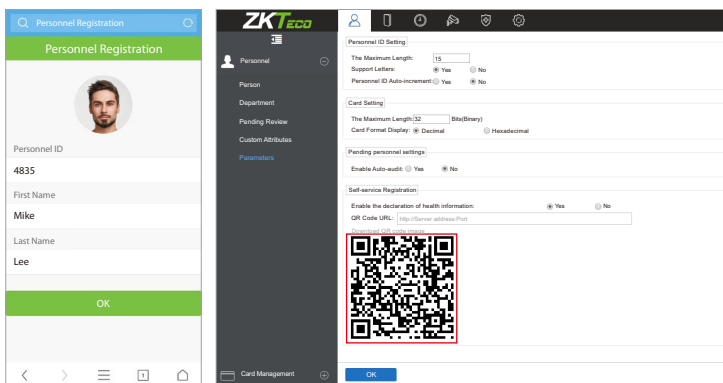 Personnel Registration
Personnel Registration
Personnel ID
4835
First Name
Mike
Last Name
Lee
OK
1
ZKTeco
Personnel
Person
Department
Pending Review
Custom Attributes
Parameters
Card Management
Personnel ID Setting
The Maximum Length: 15
Support Letters: Yes No
Personnel ID Auto-increment: Yes No
Card Setting
The Maximum Length:32 Bits(Binary)
Card Format Display: Decimal Hexadecimal
Pending personnel settings
Enable Auto-audit: Yes No
Self-service Registration
Enable the declaration of health information: Yes No
QR Code URL: http://Server address:Port
Download QR code image
OK